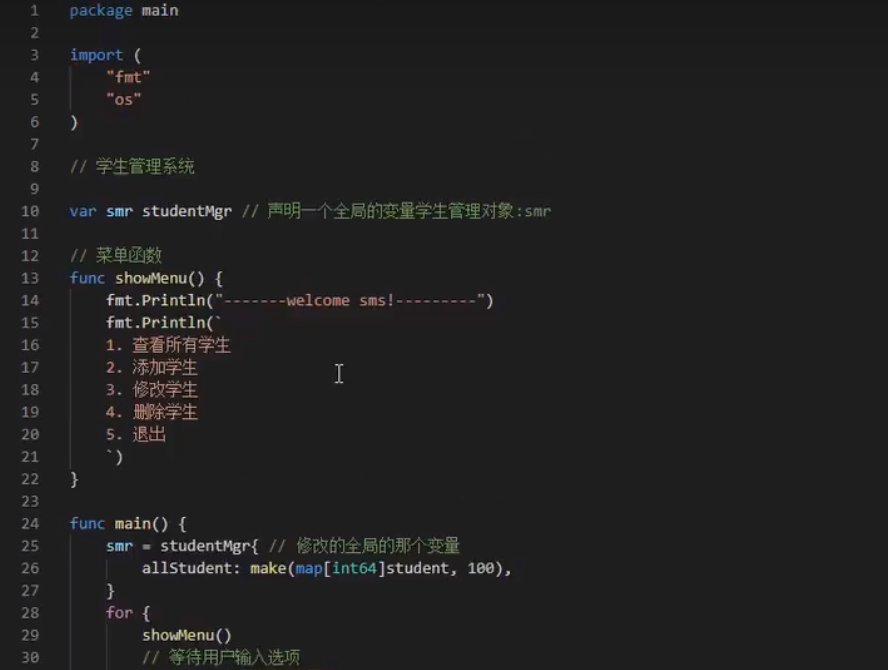 1 package main
2
3 import (
4 "fmt"
5 "os"
6 )
7
8 // 学生管理系统
9
10 var smr studentMgr // 声明一个全局的变量学生管理对象:smr
11
12 // 菜单函数
13 func showMenu() {
14 fmt.Println("-------welcome sms!---------")
15 fmt.Println(`
16 1. 查看所有学生
17 2. 添加学生
18 3. 修改学生
19 4. 删除学生
20 5. 退出
21 `)
22 }
23
24 func main() {
25 smr = studentMgr{ // 修改的全局的那个变量
26 allStudent: make(map[int64]student, 100),
27 }
28 for {
29 showMenu()
30 // 等待用户输入选项